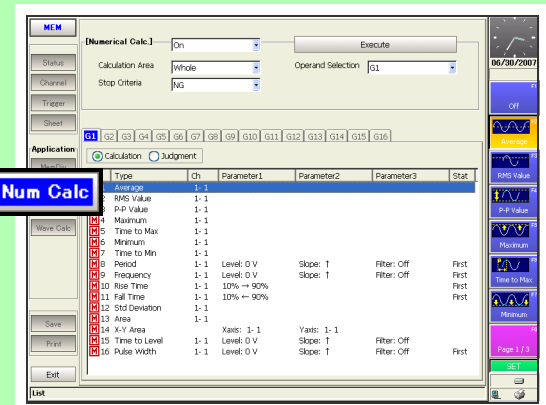 MEM
Status
Channel
Trigger
Sheet
Application
MemDiv
Num Calc
Wave Calc
Save
Print
Exit
List
[Numerical Calc.] On Execute
Calculation Area Whole Operand Selection G1
Stop Criteria NG
G1 G2 G3 G4 G5 G6 G7 G8 G9 G10 G11 G12 G13 G14 G15 G16
Calculation Judgment
Type Ch Parameter1 Parameter2 Parameter3 Stat
Average 1- 1
RMS Value 1- 1
P-P Value 1- 1
M 4 Maximum 1- 1
M 5 Time to Max 1- 1
M 6 Minimum 1- 1
M 7 Time to Min 1- 1
M 8 Period 1- 1 Level: 0 V Slope: ↑ Filter: Off First
M 9 Frequency 1- 1 Level: 0 V Slope: ↑ Filter: Off First
M 10 Rise Time 1- 1 10% → 90% First
M 11 Fall Time 1- 1 10% ← 90% First
M 12 Std Deviation 1- 1
M 13 Area 1- 1
M 14 X-Y Area Xaxis: 1- 1 Yaxis: 1- 1
M 15 Time to Level 1- 1 Level: 0 V Slope: ↑ Filter: Off
M 16 Pulse Width 1- 1 Level: 0 V Slope: ↑ Filter: Off First
06/30/2007
F1
Off
Average
F3
RMS Value
P-P Value
Maximum
Time to Max
Minimum
Page 1 / 3
SET